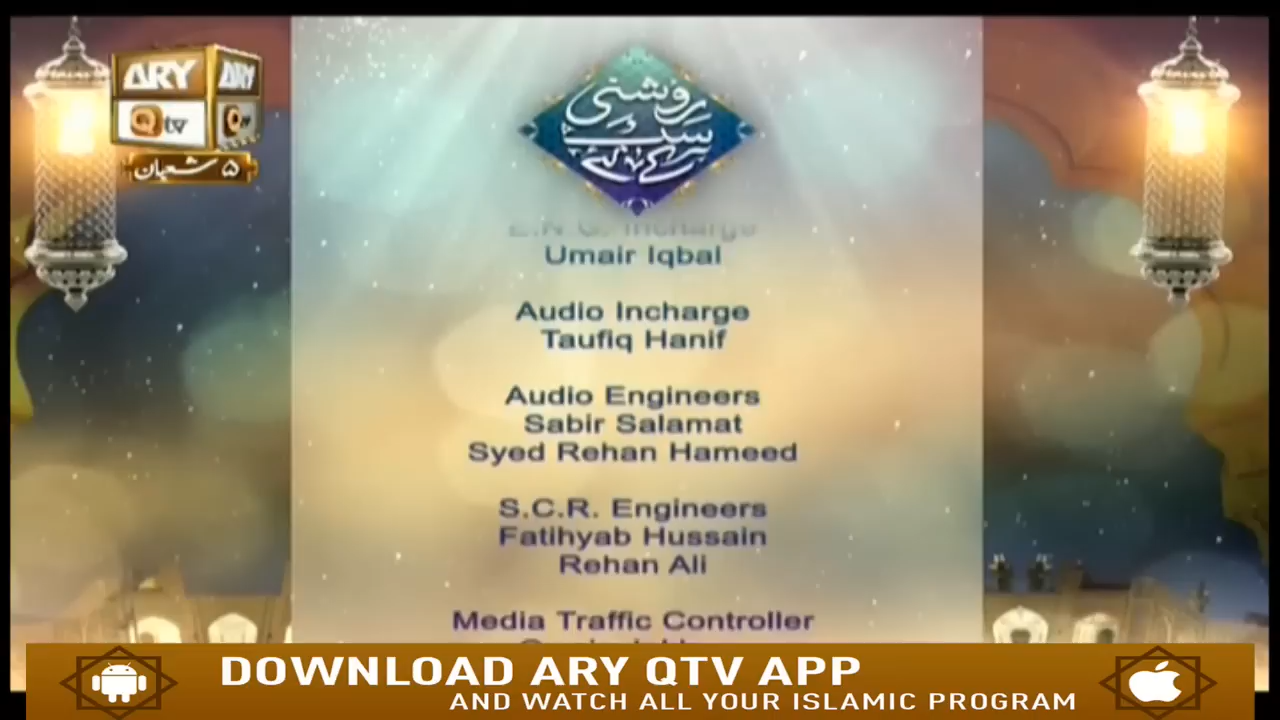 ARY
ARY
Qtv
۵ شعبان
روشنی
سب
کے لئے
E.N.G. Incharge
Umair Iqbal
Audio Incharge
Taufiq Hanif
Audio Engineers
Sabir Salamat
Syed Rehan Hameed
S.C.R. Engineers
Fatihyab Hussain
Rehan Ali
Media Traffic Controller
DOWNLOAD ARY QTV APP
AND WATCH ALL YOUR ISLAMIC PROGRAM